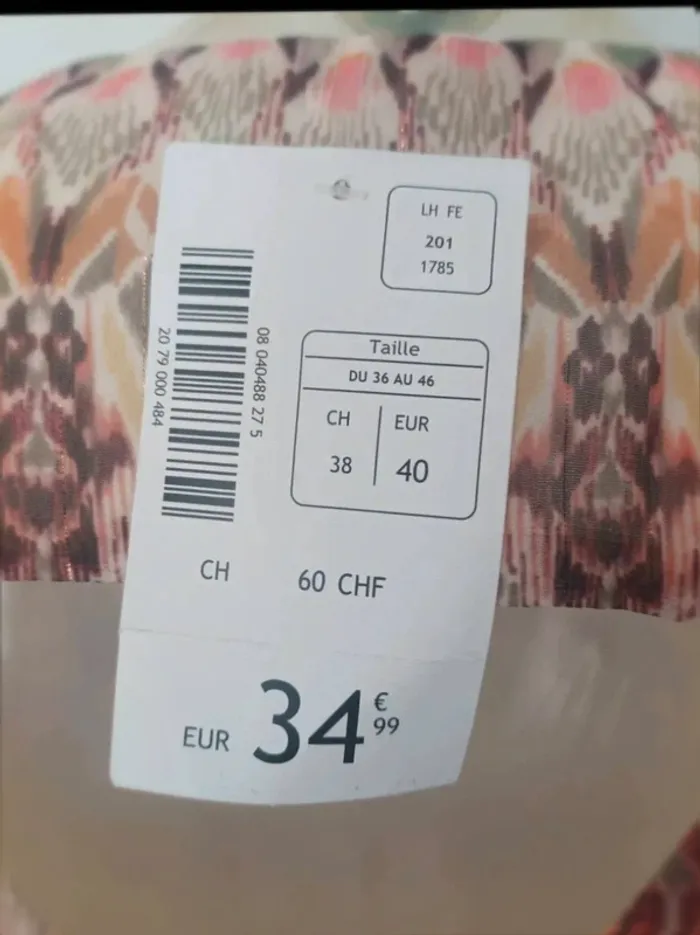 LH FE
201
1785
08 040488 27 5
20 79 000 484
Taille
DU 36 AU 46
CH EUR
38 40
CH 60 CHF
EUR 34 €99